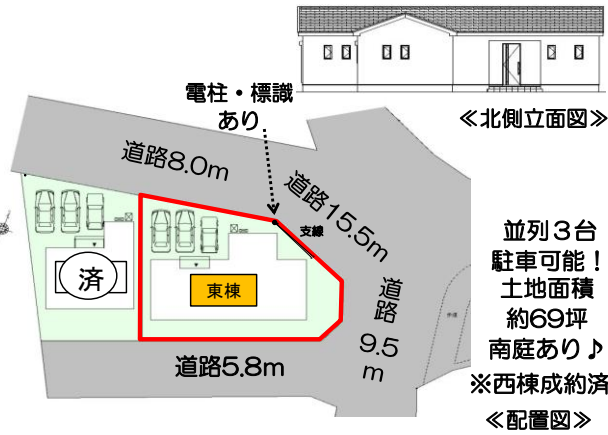 ≪北側立面図≫
電柱・標識
あり
道路8.0m
道路15.5m
支線
済
東棟
道路
9.5
m
道路5.8m
並列３台
駐車可能！
土地面積
約69坪
南庭あり♪
※西棟成約済
≪配置図≫